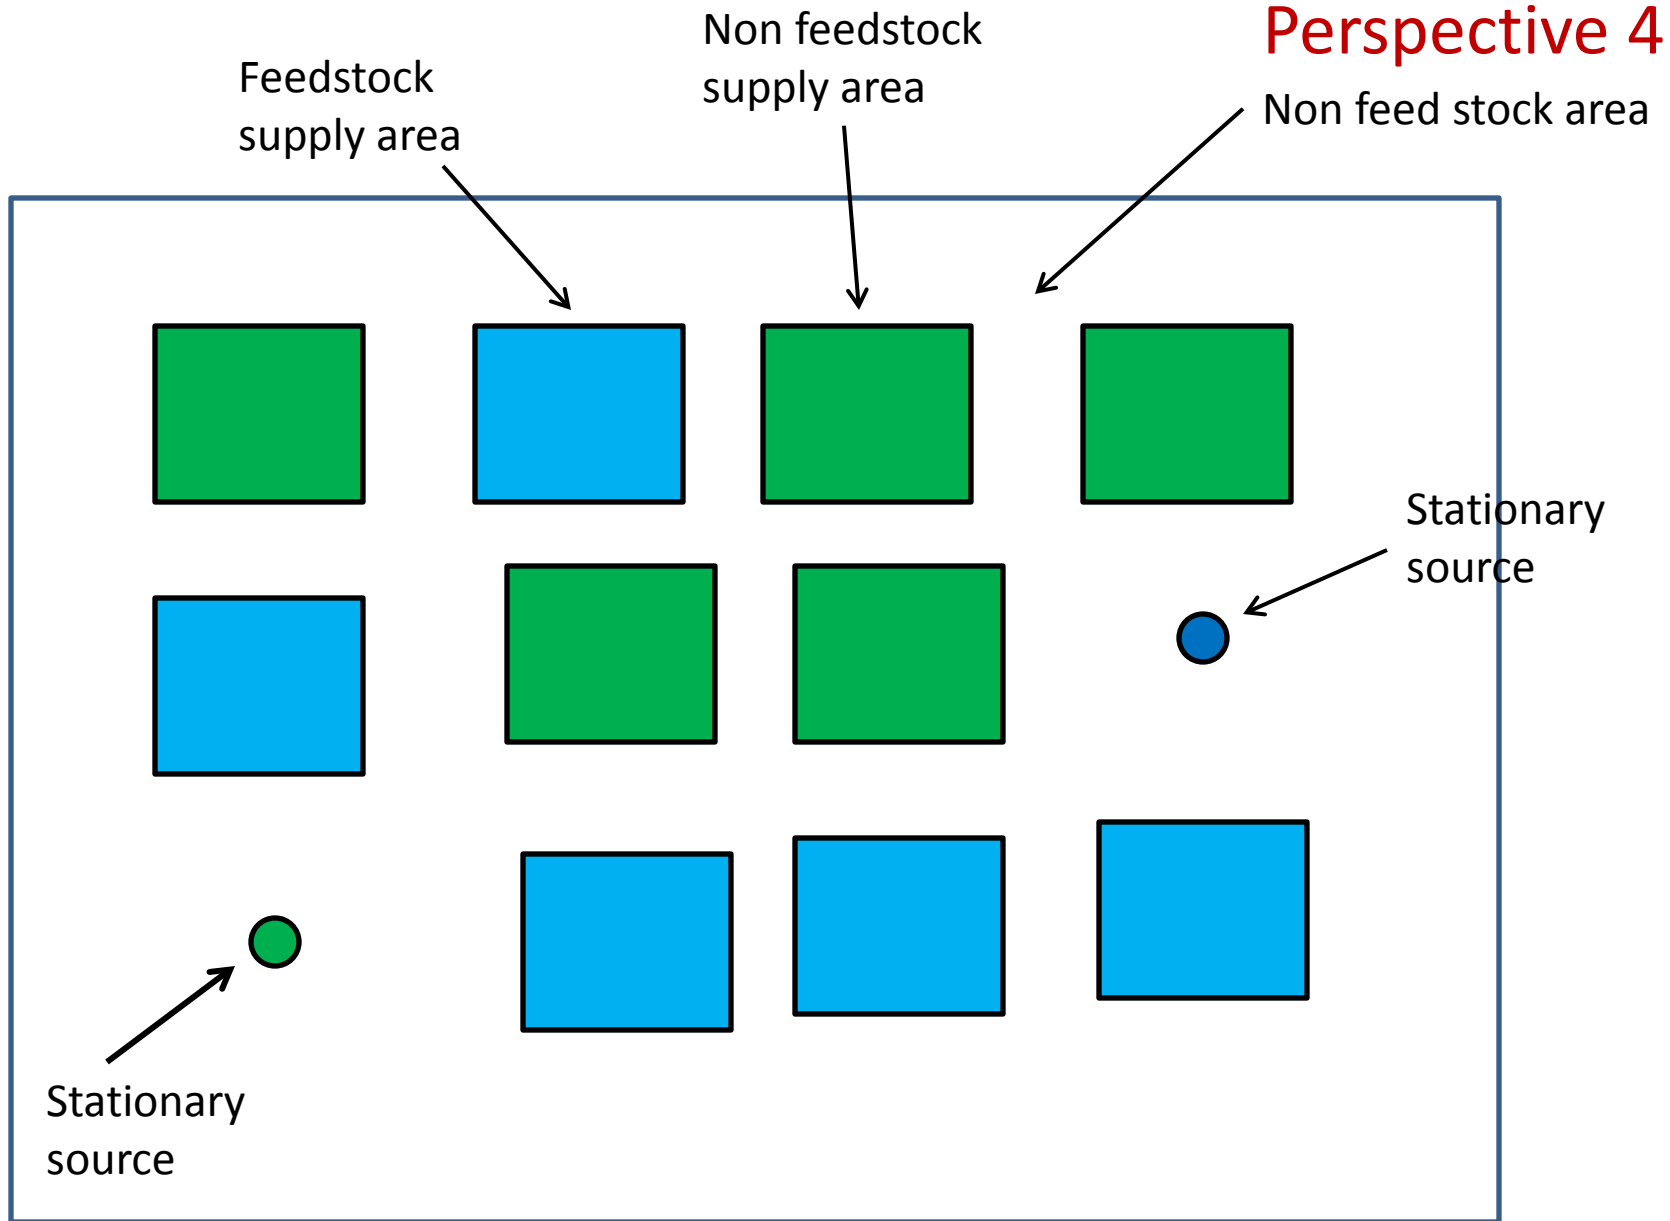 Perspective 4
Non feedstock
supply area
Feedstock
supply area
Non feed stock area
Stationary
source
Stationary
source